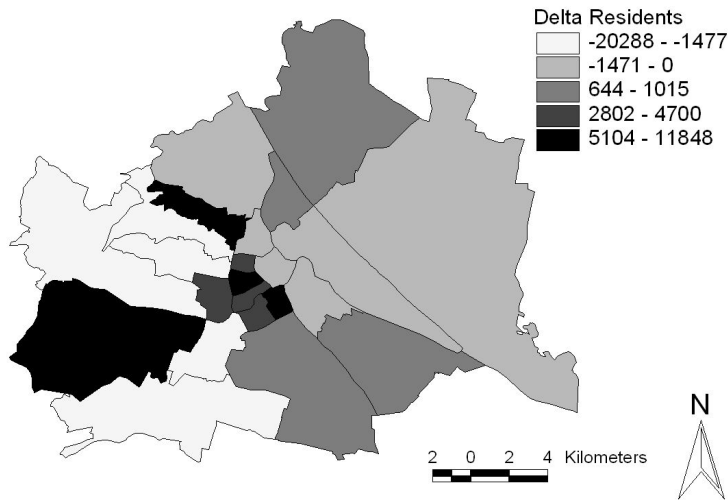 Delta Residents
-20288 - -1477
-1471 - 0
644 - 1015
2802 - 4700
5104 - 11848
N
2 0 2 4 Kilometers